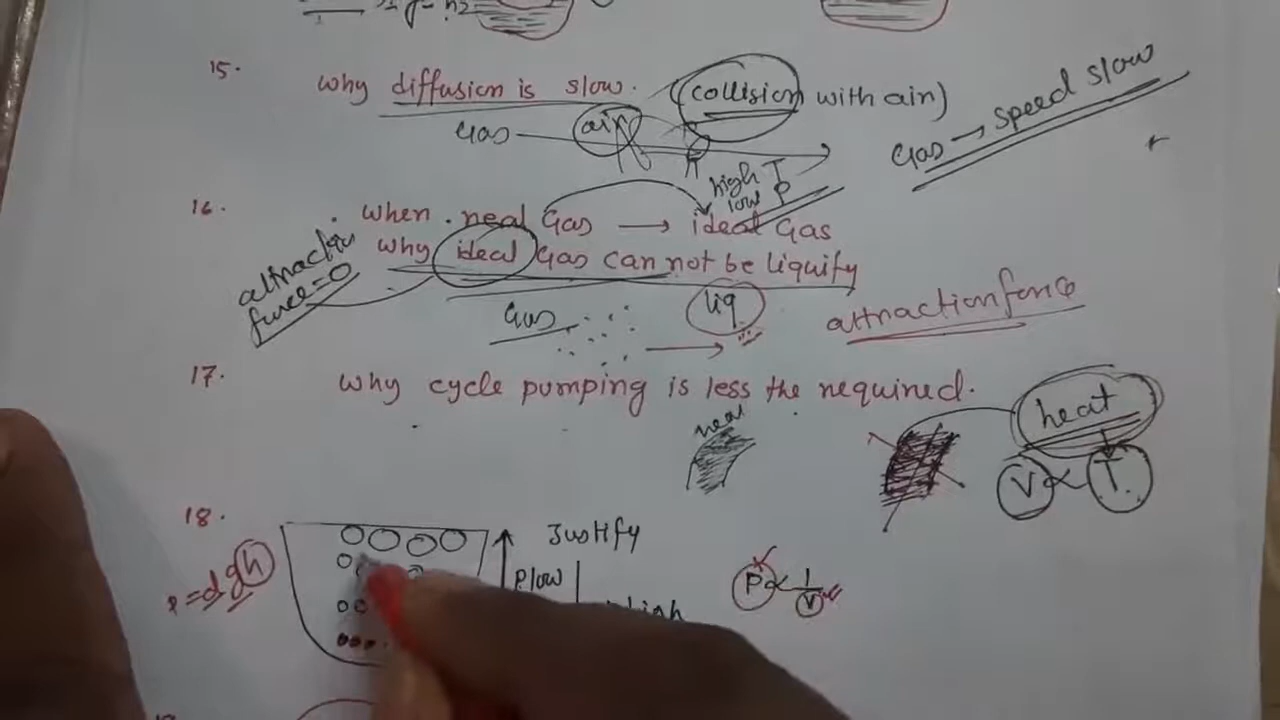 15. why diffusion is slow. (collision with air)
Gas air
Gas → speed slow
high T
low P
16. when . real Gas → ideal Gas
why ideal Gas can not be liquify
attraction
force=0
Gas → liq
attraction force
17. why cycle pumping is less the required.
heat
V ∝ T
18. Justify
P=dgh
P low
high
P ∝ 1/V